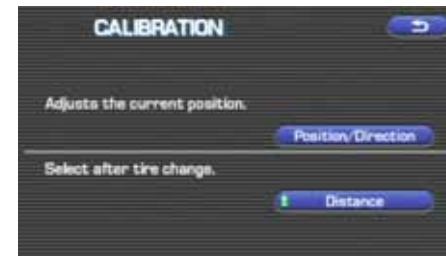 CALIBRATION
Adjusts the current position.
Position/Direction
Select after tire change.
Distance